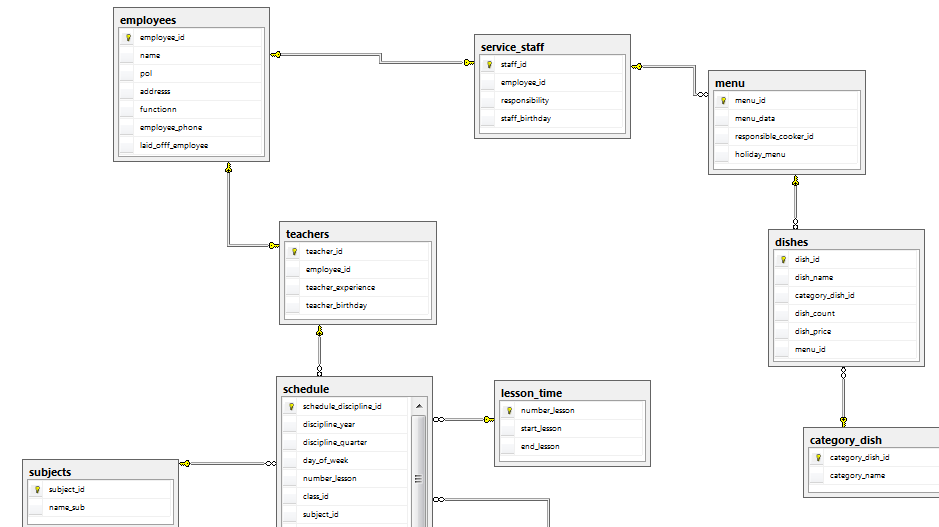 employees
employee_id
name
pol
addresss
functionn
employee_phone
laid_offf_employee
service_staff
staff_id
employee_id
responsibility
staff_birthday
menu
menu_id
menu_data
responsible_cooker_id
holiday_menu
teachers
teacher_id
employee_id
teacher_experience
teacher_birthday
dishes
dish_id
dish_name
category_dish_id
dish_count
dish_price
menu_id
schedule
schedule_discipline_id
discipline_year
discipline_quarter
day_of_week
number_lesson
class_id
subject_id
lesson_time
number_lesson
start_lesson
end_lesson
subjects
subject_id
name_sub
category_dish
category_dish_id
category_name